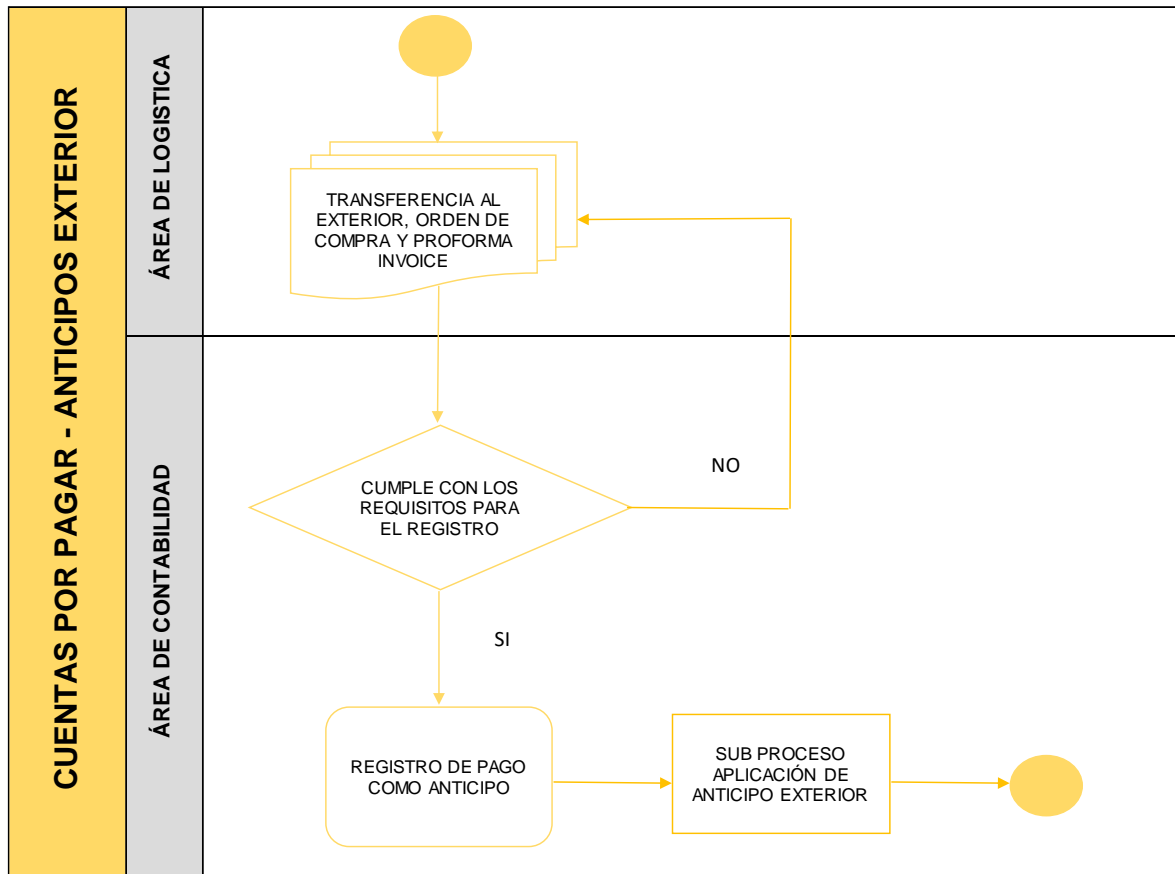 CUENTAS POR PAGAR - ANTICIPOS EXTERIOR
ÁREA DE LOGISTICA
TRANSFERENCIA AL
EXTERIOR, ORDEN DE
COMPRA Y PROFORMA
INVOICE
ÁREA DE CONTABILIDAD
CUMPLE CON LOS
REQUISITOS PARA
EL REGISTRO
NO
SI
REGISTRO DE PAGO
COMO ANTICIPO
SUB PROCESO
APLICACIÓN DE
ANTICIPO EXTERIOR